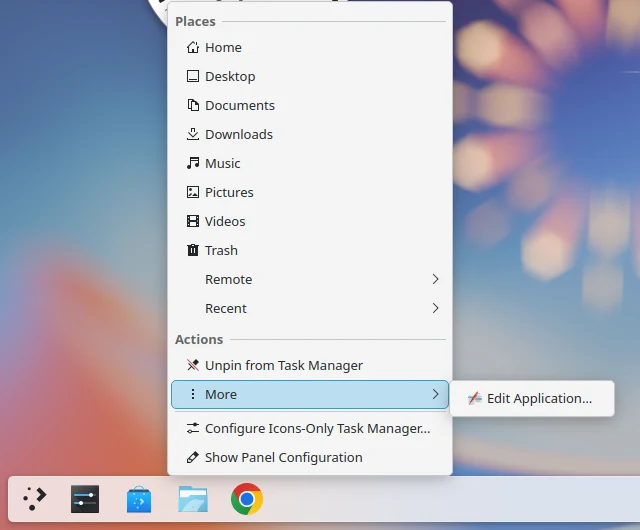 Places
Home
Desktop
Documents
Downloads
Music
Pictures
Videos
Trash
Remote
Recent
Actions
Unpin from Task Manager
More
Edit Application...
Configure Icons-Only Task Manager...
Show Panel Configuration